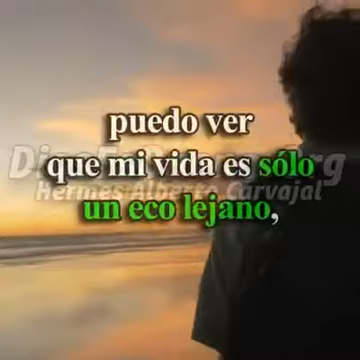 puedo ver
que mi vida es sólo
un eco lejano,
Hermes Alberto Carvajal